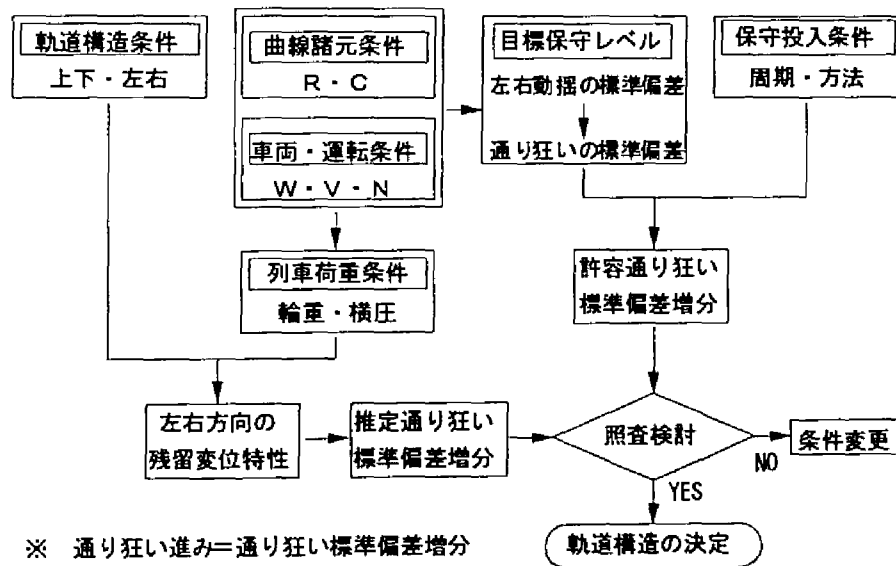 軌道構造条件
上下・左右
曲線諸元条件
R・C
車両・運転条件
W・V・N
目標保守レベル
左右動揺の標準偏差
通り狂いの標準偏差
保守投入条件
周期・方法
列車荷重条件
輪重・横圧
許容通り狂い
標準偏差増分
左右方向の
残留変位特性
推定通り狂い
標準偏差増分
照査検討
NO
条件変更
YES
軌道構造の決定
※ 通り狂い進み=通り狂い標準偏差増分